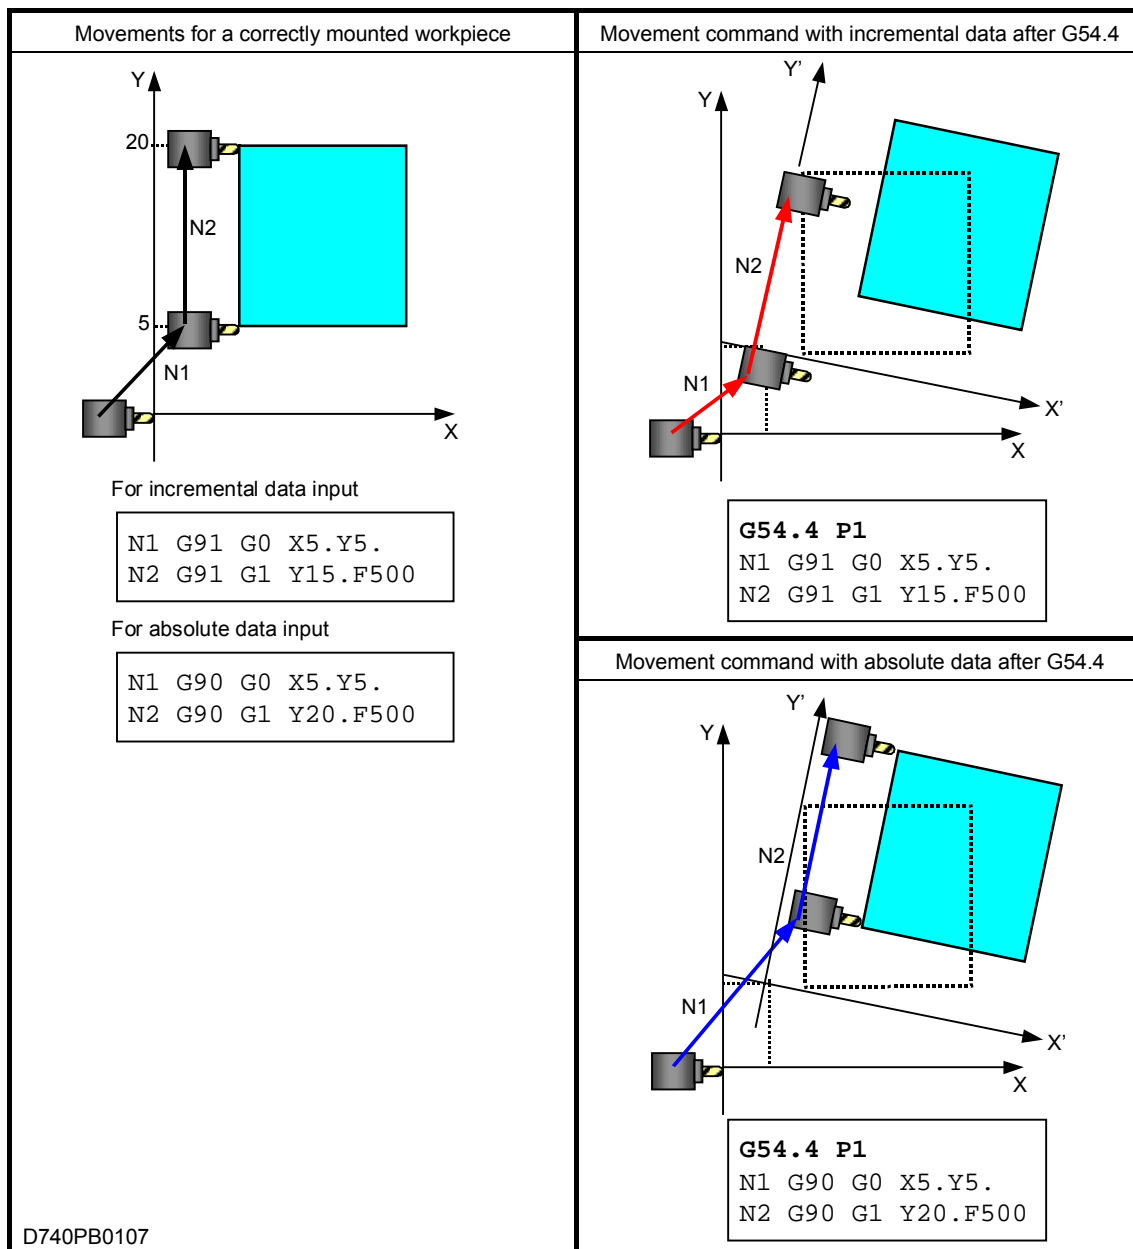 Movements for a correctly mounted workpiece
Y
20
N2
5
N1
X
For incremental data input
N1 G91 G0 X5.Y5.
N2 G91 G1 Y15.F500
For absolute data input
N1 G90 G0 X5.Y5.
N2 G90 G1 Y20.F500
D740PB0107
Movement command with incremental data after G54.4
Y’
Y
N2
N1
X’
X
G54.4 P1
N1 G91 G0 X5.Y5.
N2 G91 G1 Y15.F500
Movement command with absolute data after G54.4
Y’
Y
N2
N1
X’
X
G54.4 P1
N1 G90 G0 X5.Y5.
N2 G90 G1 Y20.F500